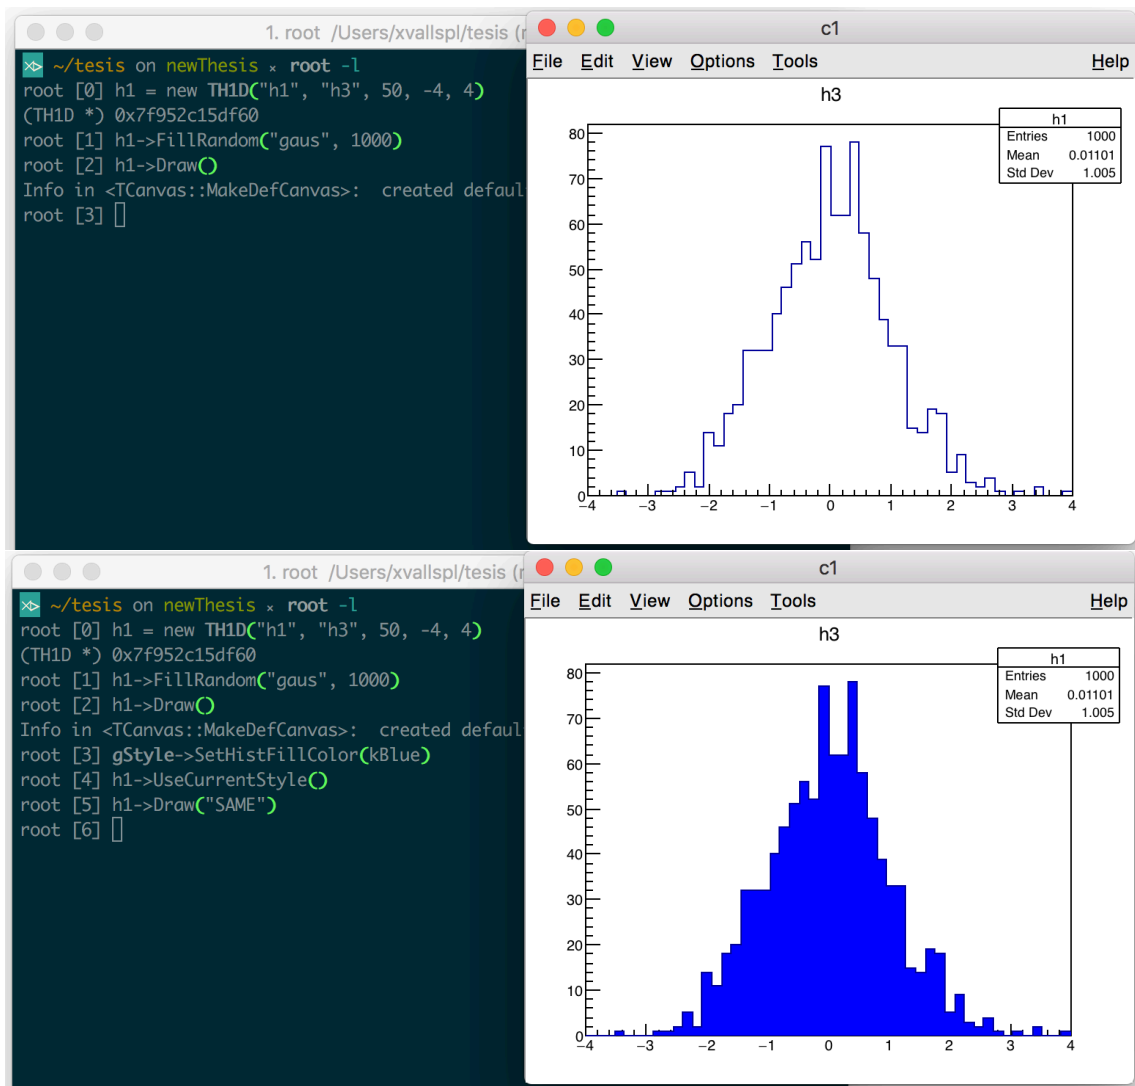 1. root /Users/xvallspl/tesis (r
~/tesis on newThesis × root -l
root [0] h1 = new TH1D("h1", "h3", 50, -4, 4)
(TH1D *) 0x7f952c15df60
root [1] h1->FillRandom("gaus", 1000)
root [2] h1->Draw()
Info in <TCanvas::MakeDefCanvas>:  created defaul
root [3]
c1
File Edit View Options Tools Help
h3
h1
Entries 1000
Mean 0.01101
Std Dev 1.005
80
70
60
50
40
30
20
10
0
−4 −3 −2 −1 0 1 2 3 4
1. root /Users/xvallspl/tesis (r
~/tesis on newThesis × root -l
root [0] h1 = new TH1D("h1", "h3", 50, -4, 4)
(TH1D *) 0x7f952c15df60
root [1] h1->FillRandom("gaus", 1000)
root [2] h1->Draw()
Info in <TCanvas::MakeDefCanvas>:  created defaul
root [3] gStyle->SetHistFillColor(kBlue)
root [4] h1->UseCurrentStyle()
root [5] h1->Draw("SAME")
root [6]
c1
File Edit View Options Tools Help
h3
h1
Entries 1000
Mean 0.01101
Std Dev 1.005
80
70
60
50
40
30
20
10
0
−4 −3 −2 −1 0 1 2 3 4